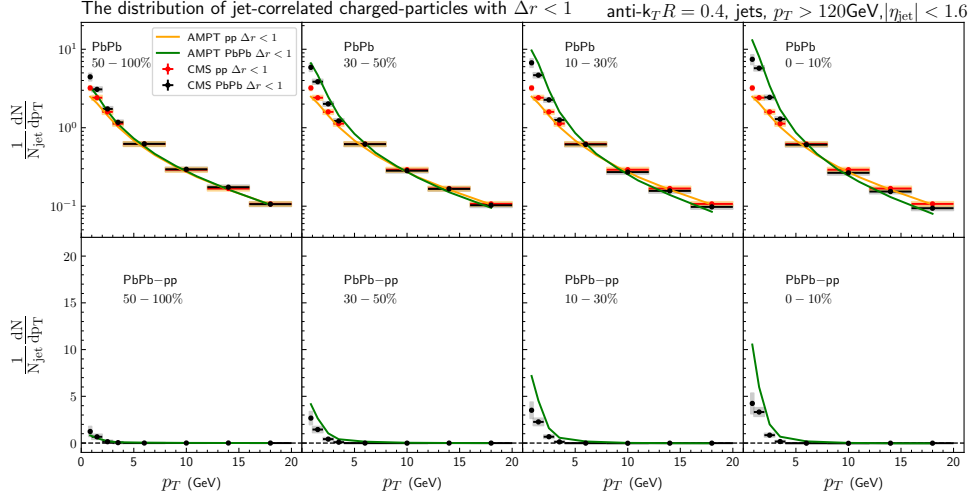 The distribution of jet-correlated charged-particles with Δr < 1
anti-k_T R = 0.4, jets, p_T > 120GeV,|η_jet| < 1.6
PbPb
50 − 100%
AMPT pp Δr < 1
AMPT PbPb Δr < 1
CMS pp Δr < 1
CMS PbPb Δr < 1
PbPb
30 − 50%
PbPb
10 − 30%
PbPb
0 − 10%
10^1
10^0
10^−1
1/N_jet dN/dp_T
PbPb−pp
50 − 100%
PbPb−pp
30 − 50%
PbPb−pp
10 − 30%
PbPb−pp
0 − 10%
20
15
10
5
0
1/N_jet dN/dp_T
0 5 10 15 20
5 10 15 20
5 10 15 20
5 10 15 20
p_T (GeV)
p_T (GeV)
p_T (GeV)
p_T (GeV)